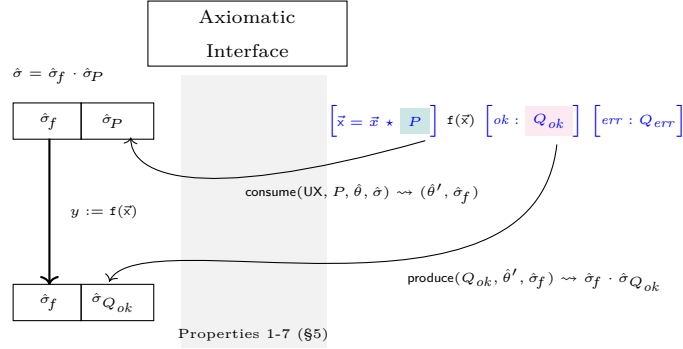 Axiomatic
Interface
σ̂ = σ̂_f · σ̂_P
σ̂_f σ̂_P
[x⃗ = x⃗ ⋆ P] f(x⃗) [ok : Q_ok] [err : Q_err]
consume(UX, P, θ̂, σ̂) ⇝ (θ̂′, σ̂_f)
y := f(x⃗)
produce(Q_ok, θ̂′, σ̂_f) ⇝ σ̂_f · σ̂_Q_ok
σ̂_f σ̂_Q_ok
Properties 1-7 (§5)